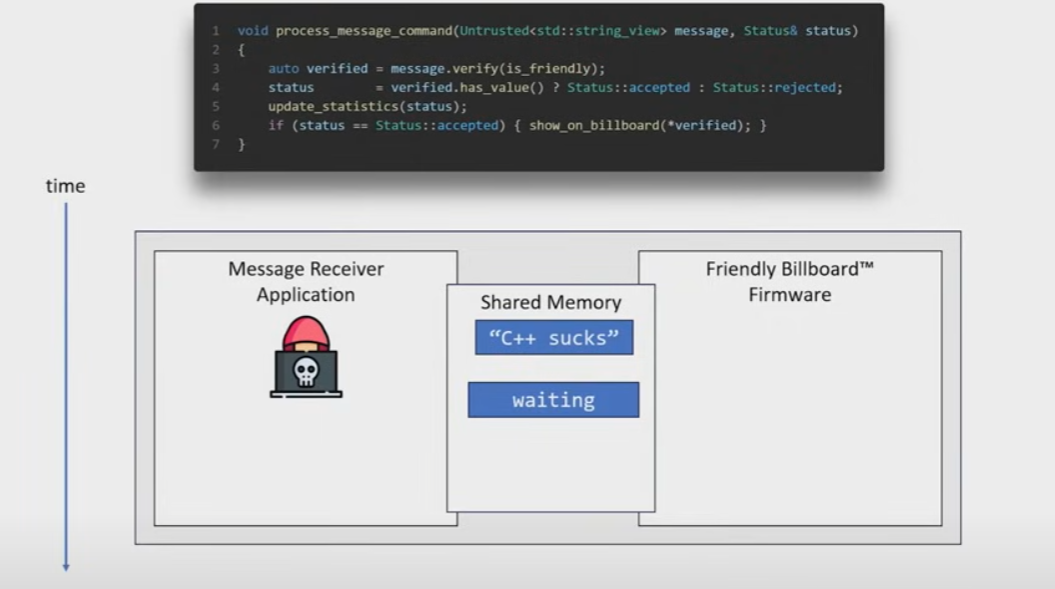 1 void process_message_command(Untrusted<std::string_view> message, Status& status)
2 {
3     auto verified = message.verify(is_friendly);
4     status        = verified.has_value() ? Status::accepted : Status::rejected;
5     update_statistics(status);
6     if (status == Status::accepted) { show_on_billboard(*verified); }
7 }
time
Message Receiver
Application
Shared Memory
“C++ sucks”
waiting
Friendly Billboard™
Firmware